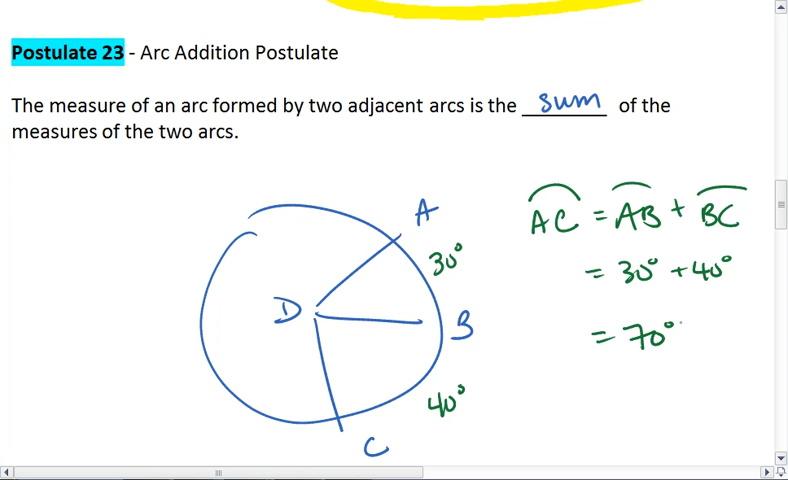 Postulate 23 - Arc Addition Postulate
The measure of an arc formed by two adjacent arcs is the sum of the
measures of the two arcs.
A
AC = AB + BC
30°
= 30° + 40°
D
B
= 70°
40°
C